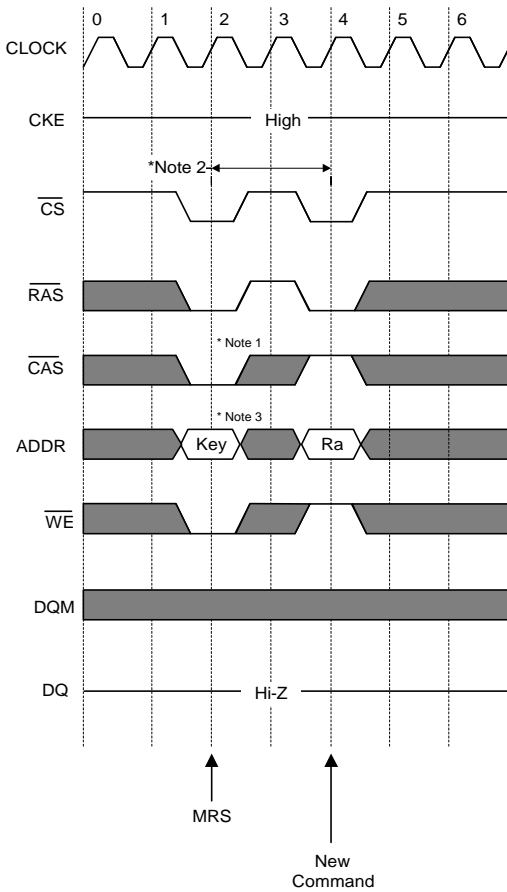 0 1 2 3 4 5 6
CLOCK
CKE High
*Note 2
CS
RAS
* Note 1
CAS
* Note 3
ADDR Key Ra
WE
DQM
DQ Hi-Z
MRS
New
Command